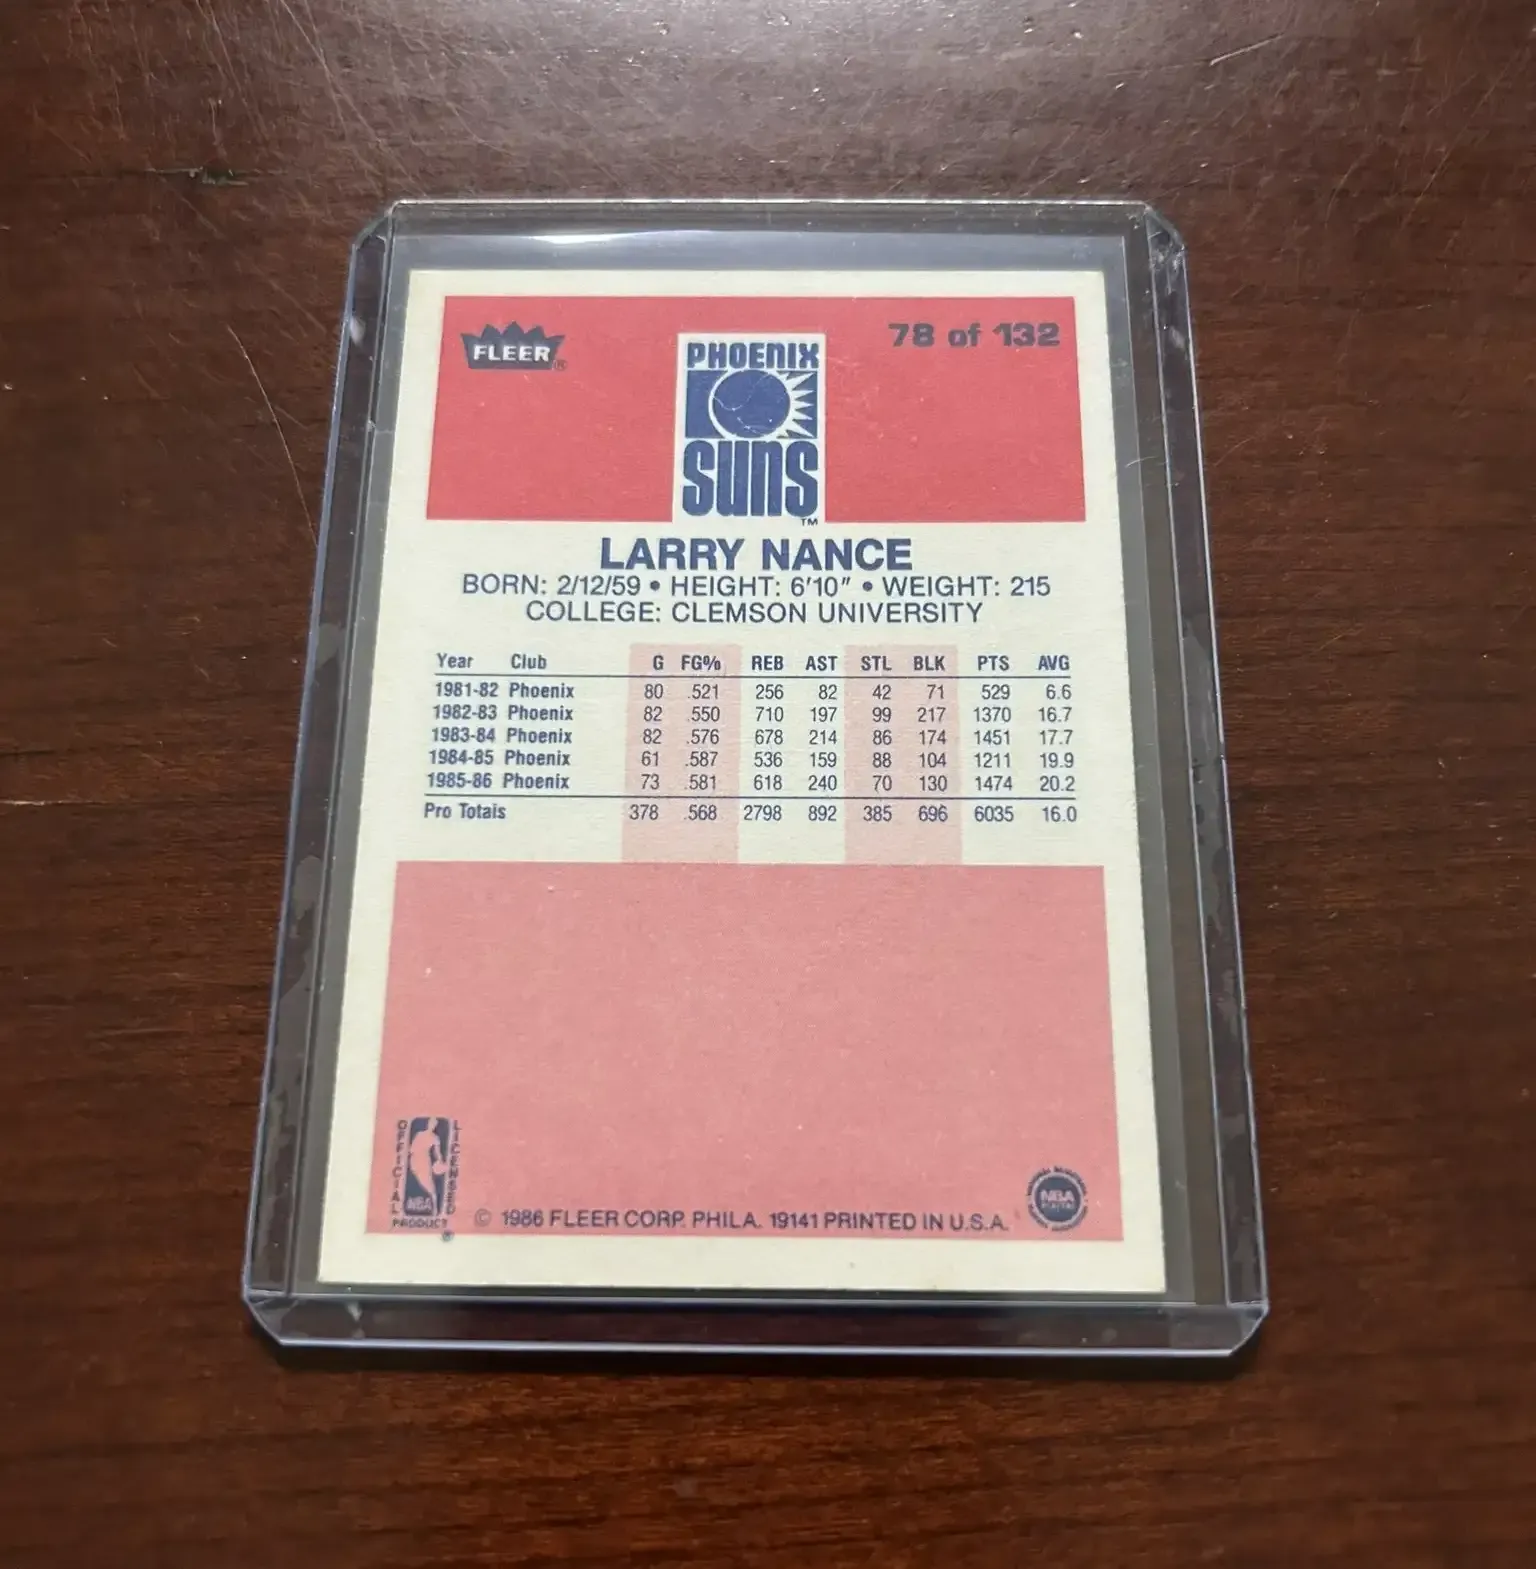 78 of 132
FLEER®
PHOENIX
SUNS
TM
LARRY NANCE
BORN: 2/12/59 • HEIGHT: 6'10" • WEIGHT: 215
COLLEGE: CLEMSON UNIVERSITY
Year Club G FG% REB AST STL BLK PTS AVG
1981-82 Phoenix 80 .521 256 82 42 71 529 6.6
1982-83 Phoenix 82 .550 710 197 99 217 1370 16.7
1983-84 Phoenix 82 .576 678 214 86 174 1451 17.7
1984-85 Phoenix 61 .587 536 159 88 104 1211 19.9
1985-86 Phoenix 73 .581 618 240 70 130 1474 20.2
Pro Totals 378 .568 2798 892 385 696 6035 16.0
OFFICIAL
LICENSED
NBA
PRODUCT
®
© 1986 FLEER CORP. PHILA. 19141 PRINTED IN U.S.A.
NBA